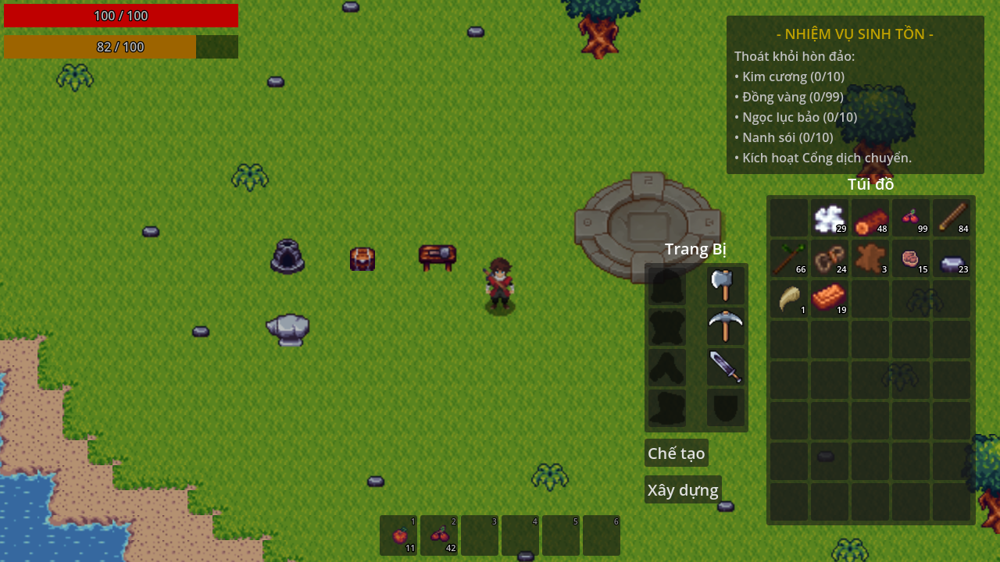 100 / 100
82 / 100
- NHIỆM VỤ SINH TỒN -
Thoát khỏi hòn đảo:
• Kim cương (0/10)
• Đồng vàng (0/99)
• Ngọc lục bảo (0/10)
• Nanh sói (0/10)
• Kích hoạt Cổng dịch chuyển.
Túi đồ
29 48 99 84
66 24 3 15 23
1 19
Trang Bị
Chế tạo
Xây dựng
1 2 3 4 5 6
11 42